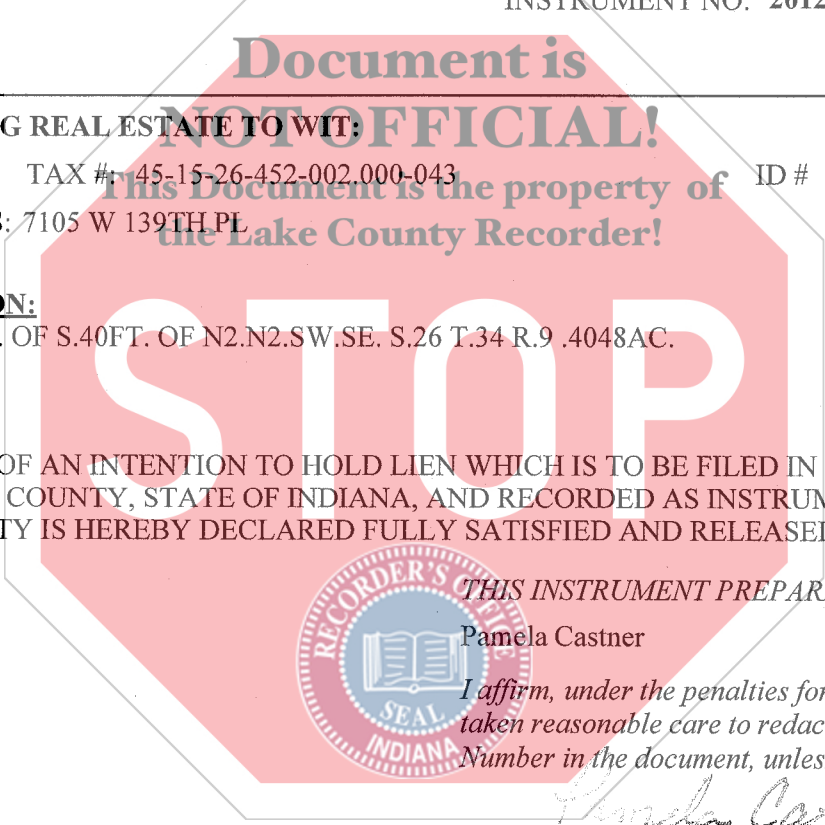 INSTRUMENT NO. 2012
Document is
NOT OFFICIAL!
G REAL ESTATE TO WIT:
TAX #: 45-15-26-452-002.000-043 ID #
This Document is the property of
: 7105 W 139TH PL
the Lake County Recorder!
ON:
. OF S.40FT. OF N2.N2.SW.SE. S.26 T.34 R.9 .4048AC.
STOP
OF AN INTENTION TO HOLD LIEN WHICH IS TO BE FILED IN
COUNTY, STATE OF INDIANA, AND RECORDED AS INSTRUM
TY IS HEREBY DECLARED FULLY SATISFIED AND RELEASED
RECORDER'S OFFICE
SEAL
INDIANA
THIS INSTRUMENT PREPAR
Pamela Castner
I affirm, under the penalties for
taken reasonable care to redac
Number in the document, unles
Pamela Cas